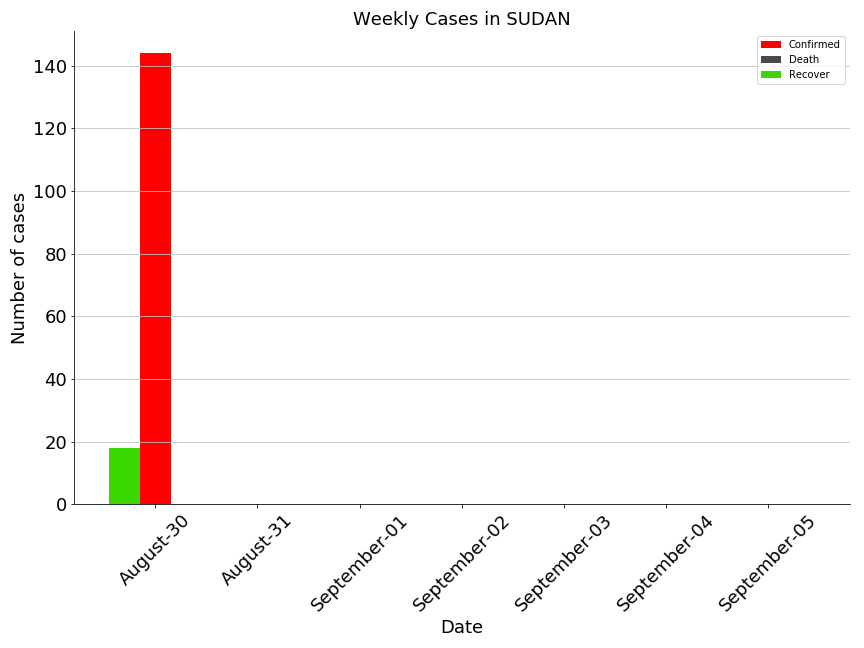 Weekly Cases in SUDAN
Confirmed
Death
Recover
Number of cases
140
120
100
80
60
40
20
0
August-30
August-31
September-01
September-02
September-03
September-04
September-05
Date